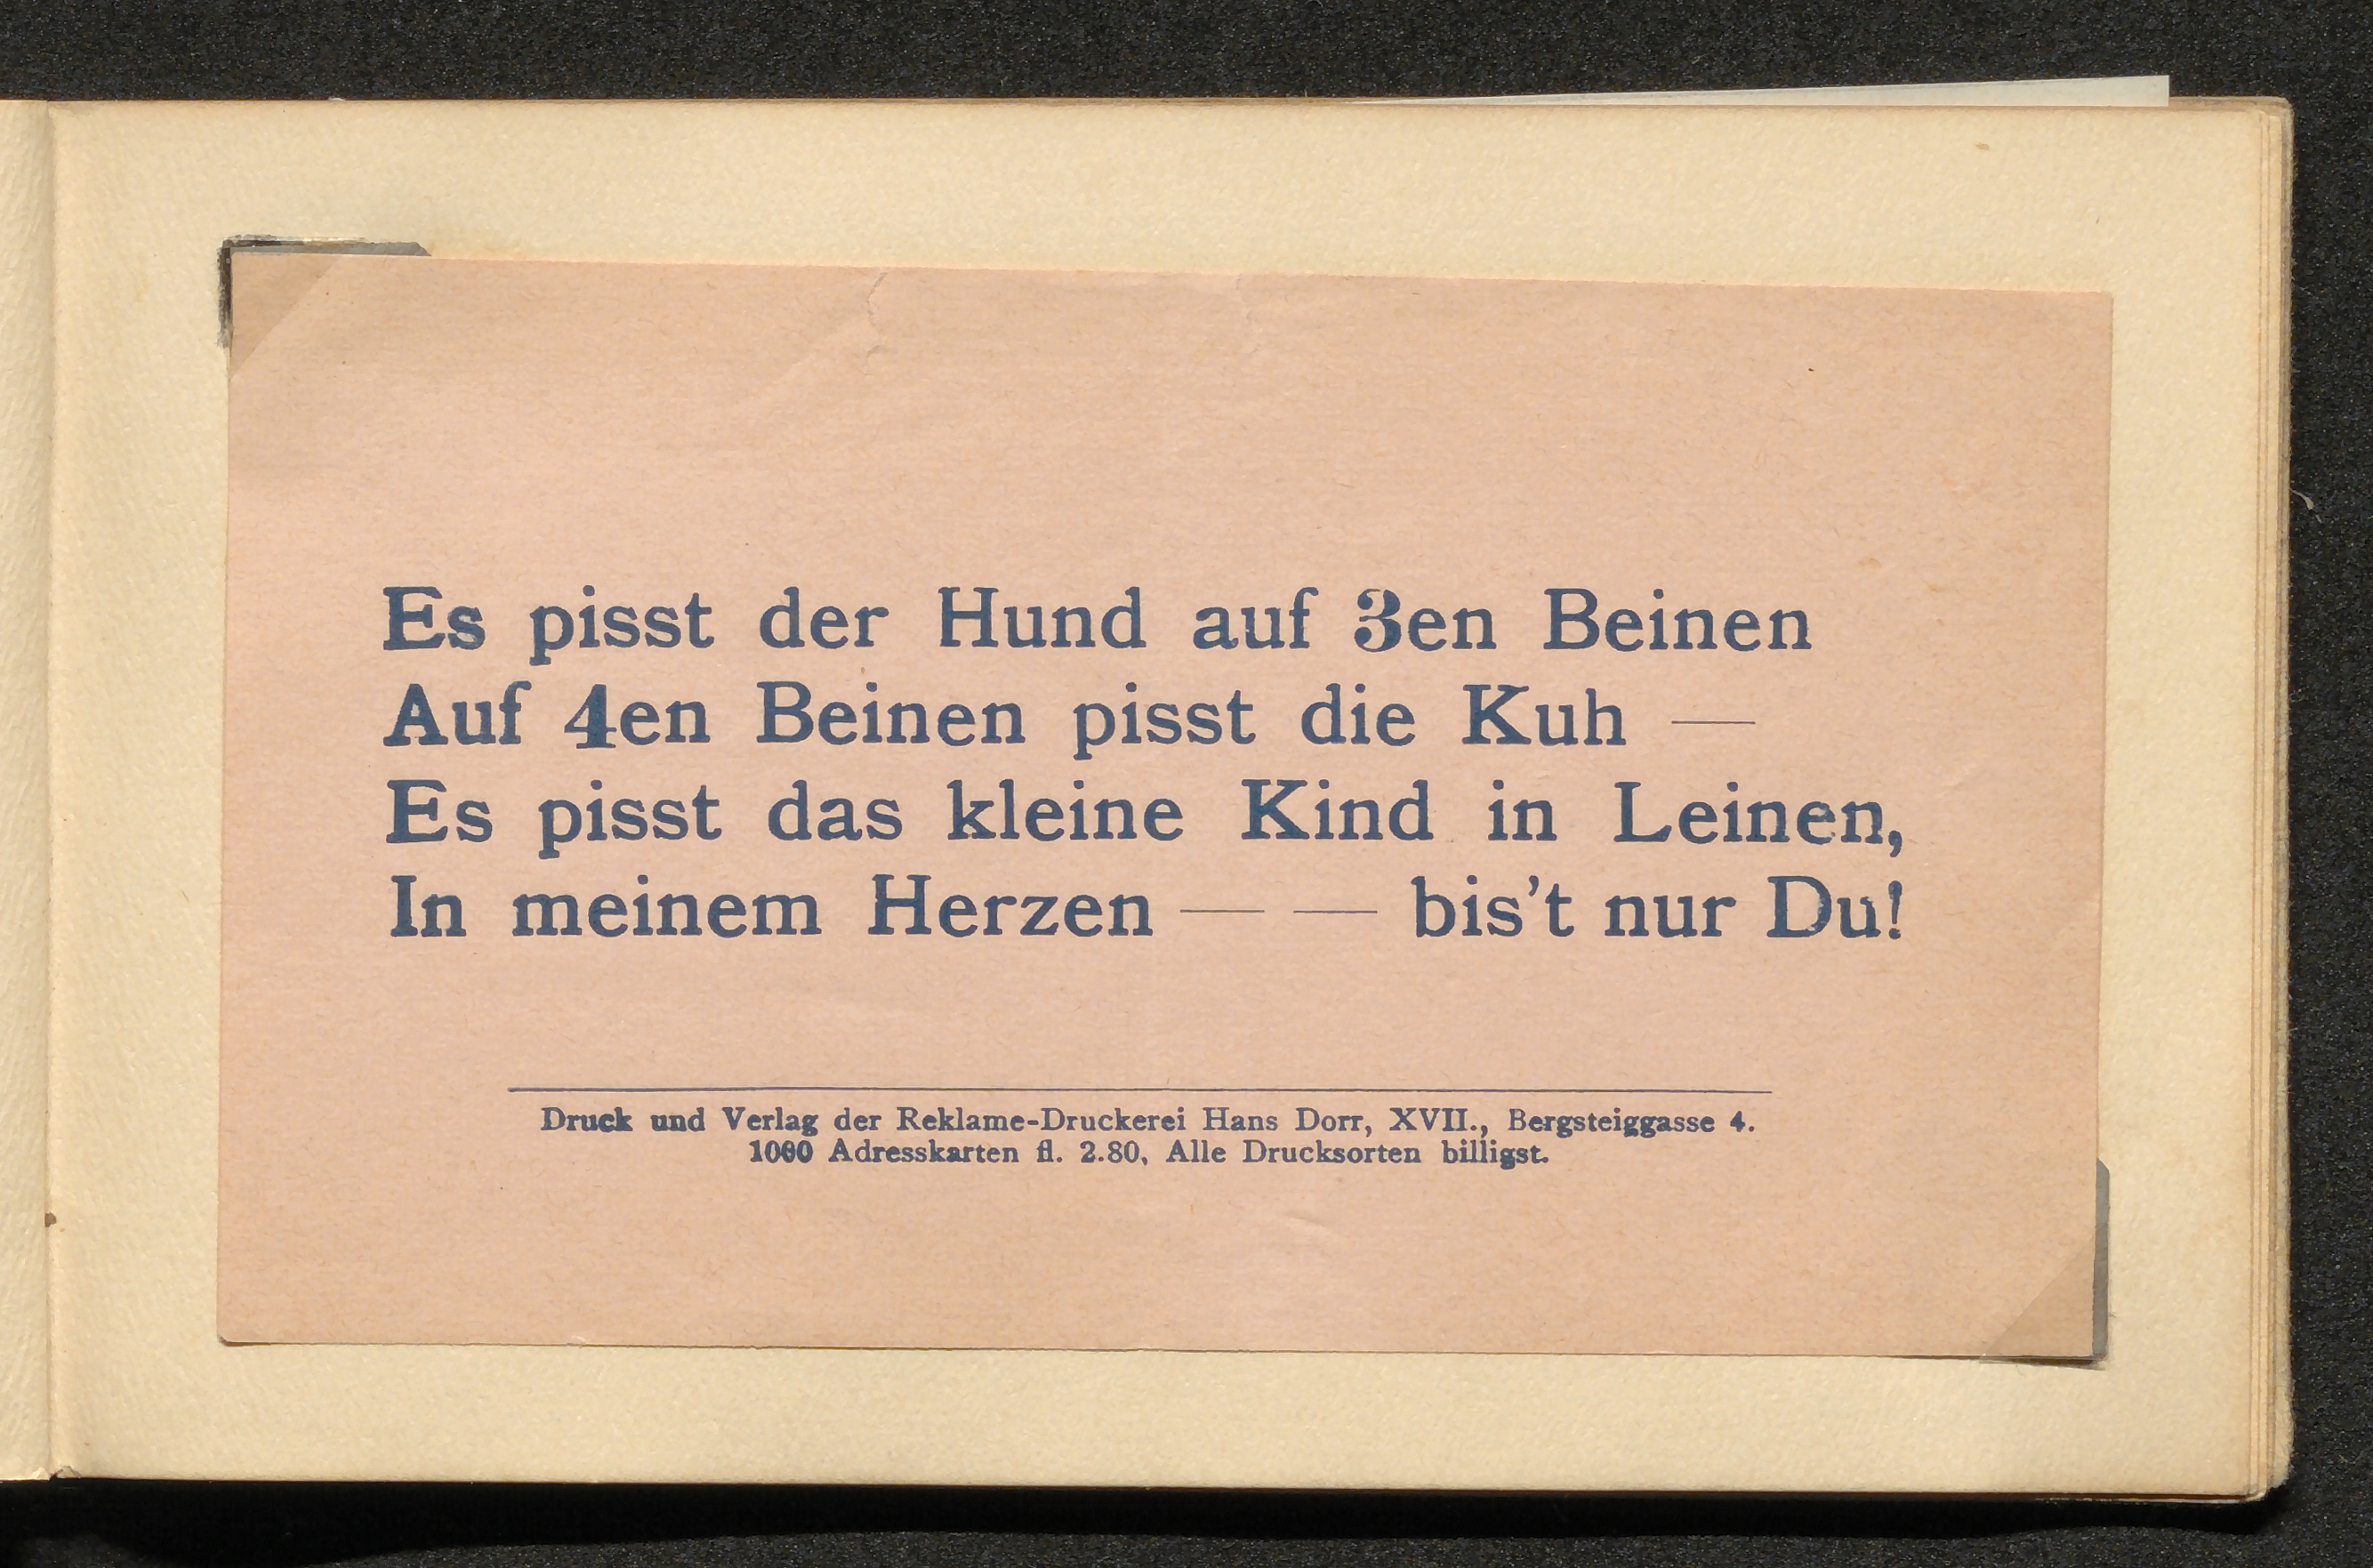 Es pisst der Hund auf 3en Beinen
Auf 4en Beinen pisst die Kuh —
Es pisst das kleine Kind in Leinen,
In meinem Herzen — — bis't nur Du!
Druck und Verlag der Reklame-Druckerei Hans Dorr, XVII., Bergsteiggasse 4.
1000 Adresskarten fl. 2.80, Alle Drucksorten billigst.